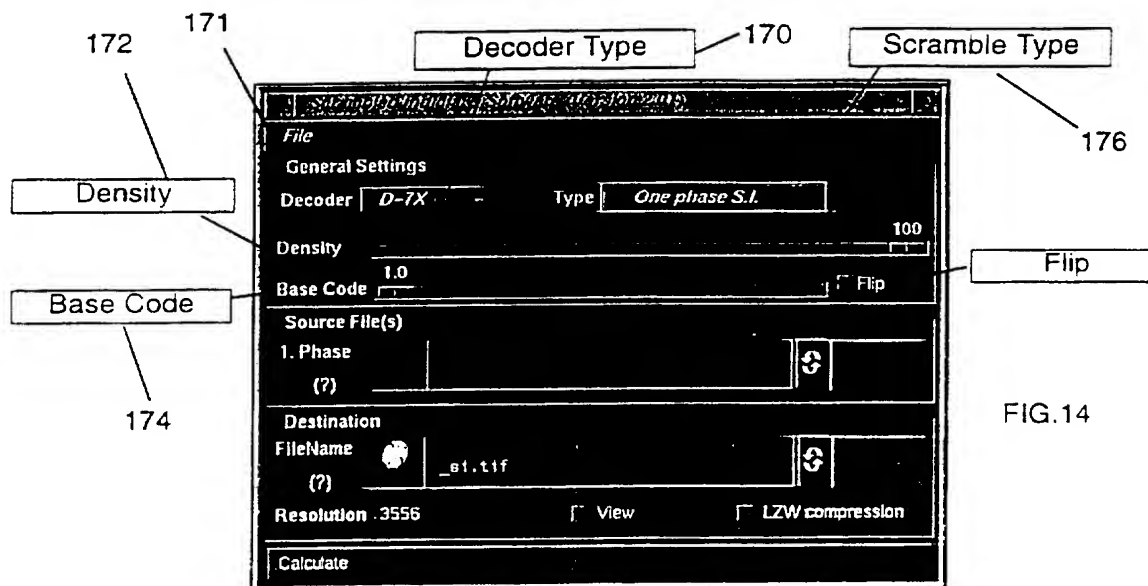 171
172
Decoder Type
170
Scramble Type
176
File
General Settings
Density
Decoder D-7X Type One phase S.I.
Density 100
Flip
Base Code 1.0 Flip
Base Code
Source File(s)
1. Phase
(?)
174
FIG.14
Destination
FileName
_si.tif
(?)
Resolution .3556 View LZW compression
Calculate